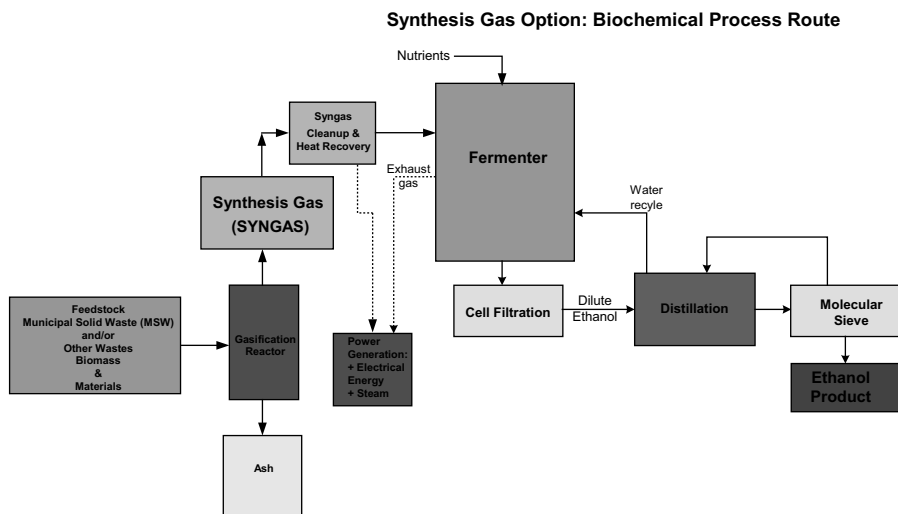 Synthesis Gas Option: Biochemical Process Route
Nutrients
Syngas
Cleanup &
Heat Recovery
Fermenter
Exhaust
gas
Synthesis Gas
(SYNGAS)
Water
recyle
Feedstock
Municipal Solid Waste (MSW)
and/or
Other Wastes
Biomass
&
Materials
Gasification
Reactor
Power
Generation:
+ Electrical
Energy
+ Steam
Cell Filtration
Dilute
Ethanol
Distillation
Molecular
Sieve
Ethanol
Product
Ash